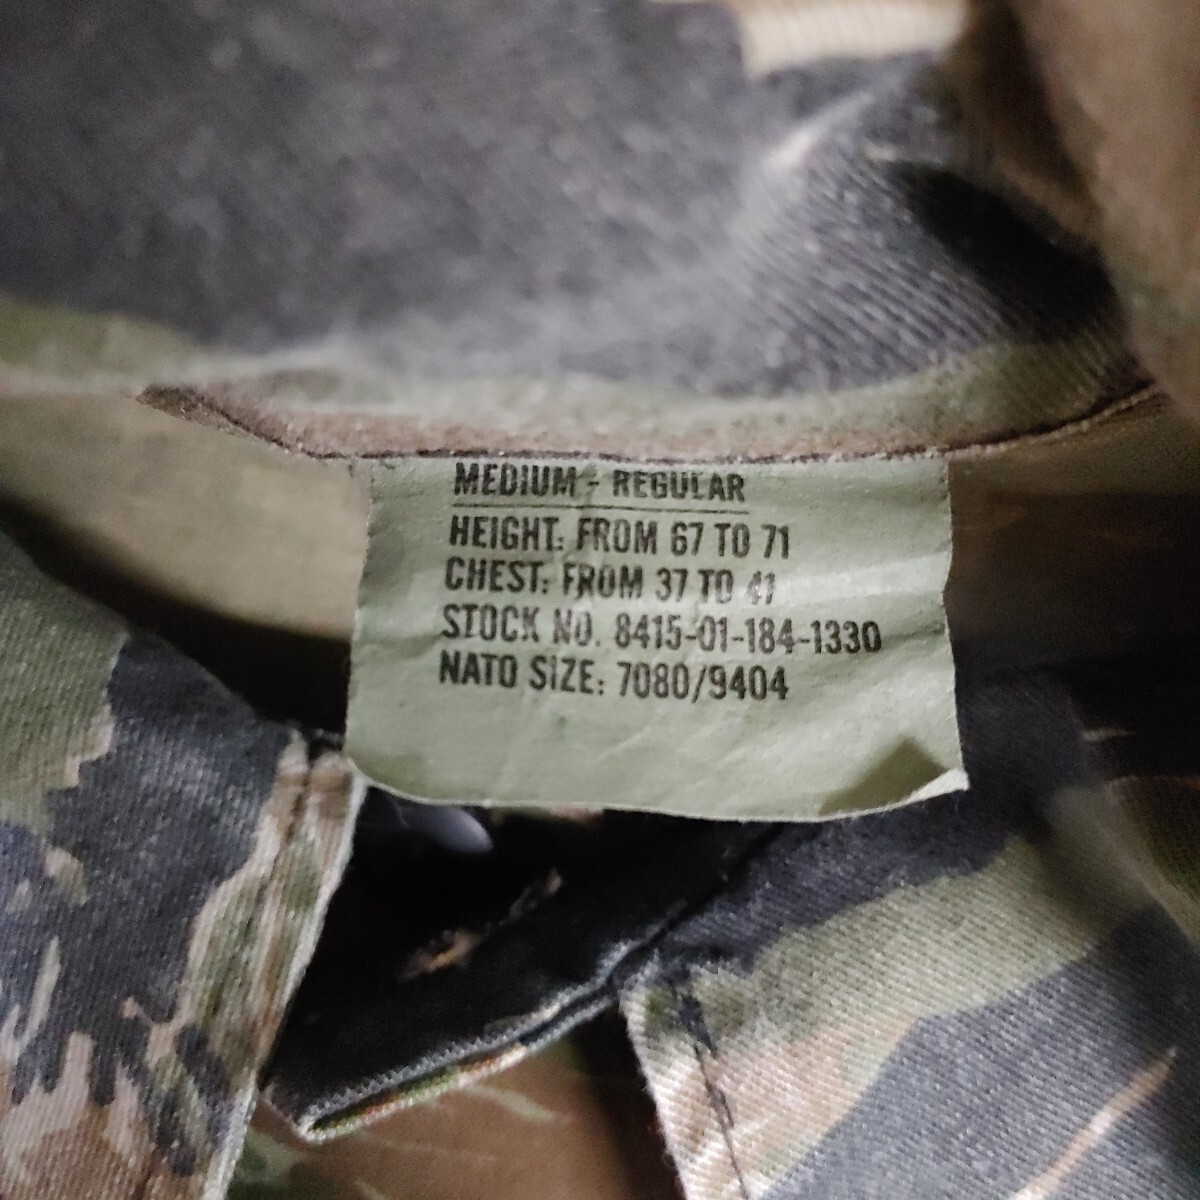 MEDIUM - REGULAR
HEIGHT: FROM 67 TO 71
CHEST: FROM 37 TO 41
STOCK NO. 8415-01-184-1330
NATO SIZE: 7080/9404